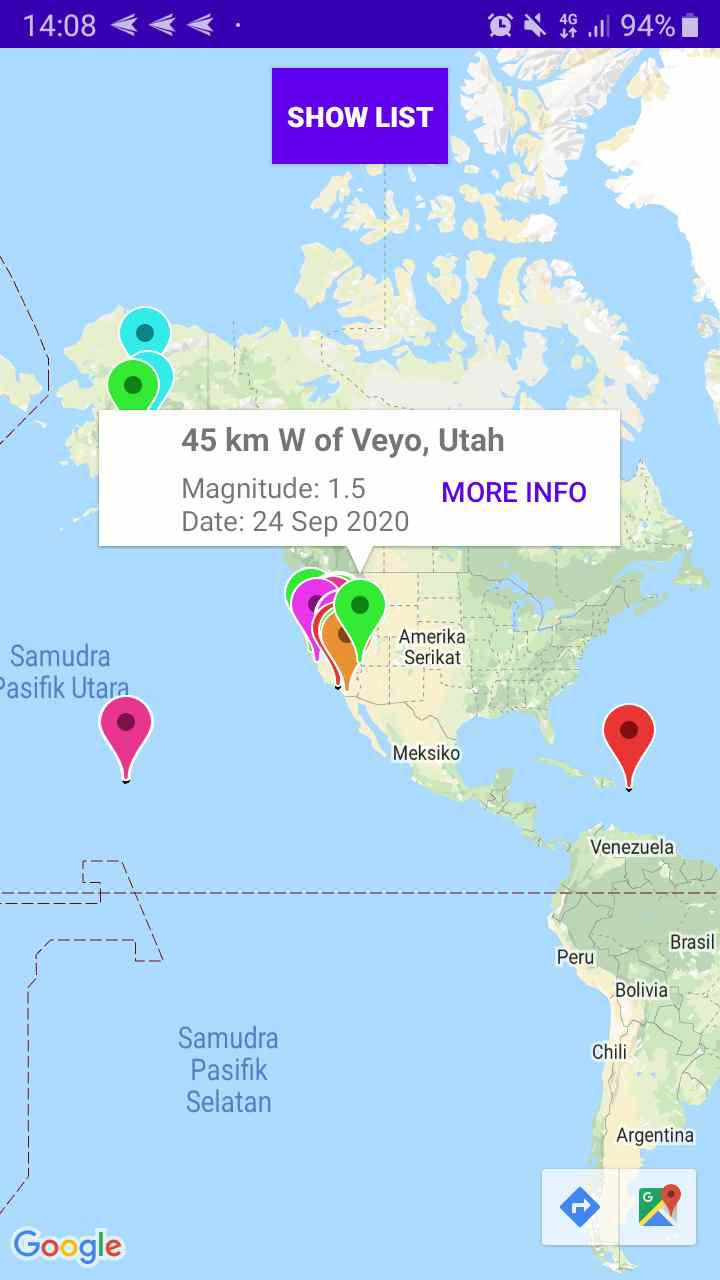 14:08
4G
94%
SHOW LIST
45 km W of Veyo, Utah
Magnitude: 1.5
MORE INFO
Date: 24 Sep 2020
Amerika
Serikat
Samudra
Pasifik Utara
Meksiko
Venezuela
Brasil
Peru
Bolivia
Samudra
Pasifik
Selatan
Chili
Argentina
G
Google